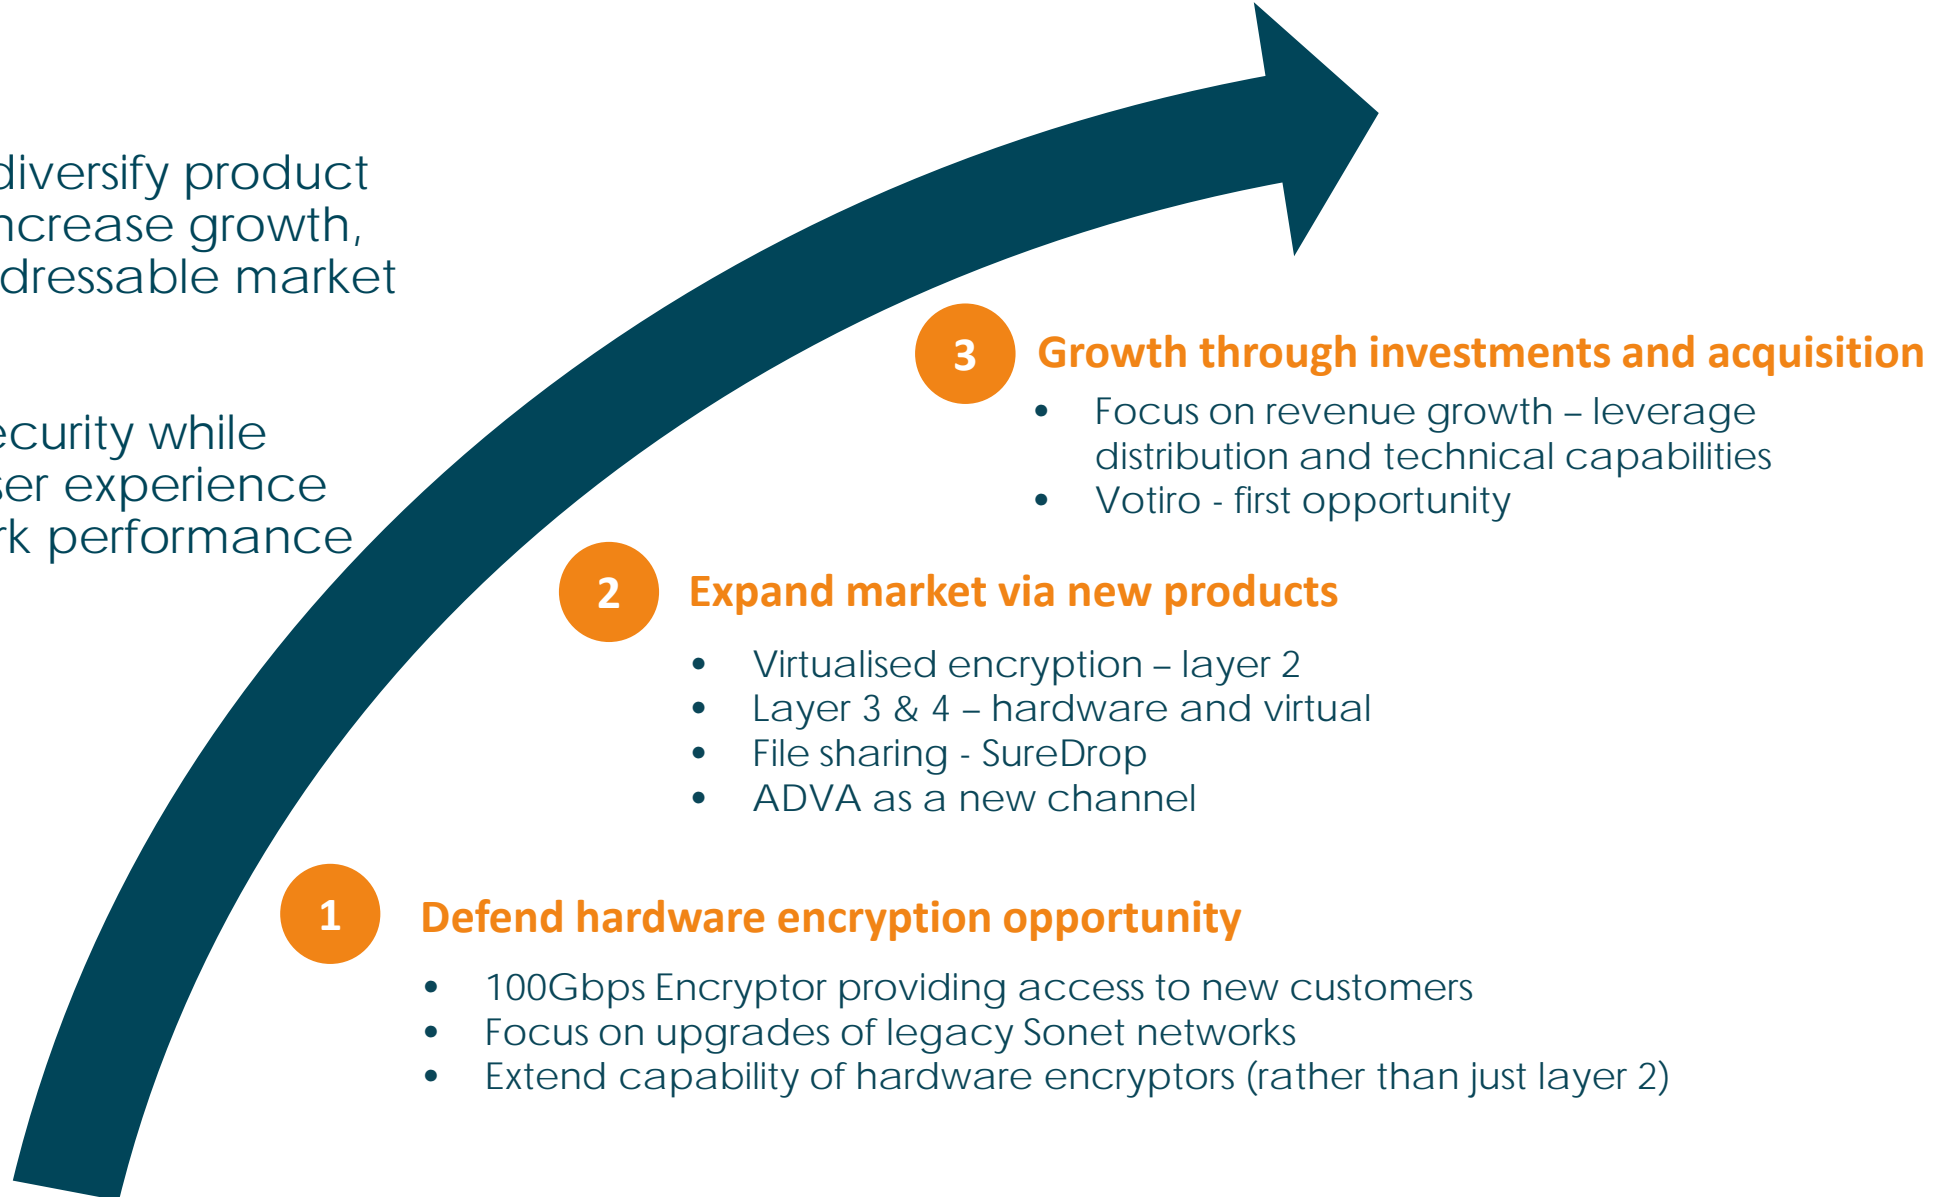 diversify product
increase growth,
dressable market
ecurity while
ser experience
rk performance
3
Growth through investments and acquisition
• Focus on revenue growth – leverage
distribution and technical capabilities
• Votiro - first opportunity
2
Expand market via new products
• Virtualised encryption – layer 2
• Layer 3 & 4 – hardware and virtual
• File sharing - SureDrop
• ADVA as a new channel
1
Defend hardware encryption opportunity
• 100Gbps Encryptor providing access to new customers
• Focus on upgrades of legacy Sonet networks
• Extend capability of hardware encryptors (rather than just layer 2)